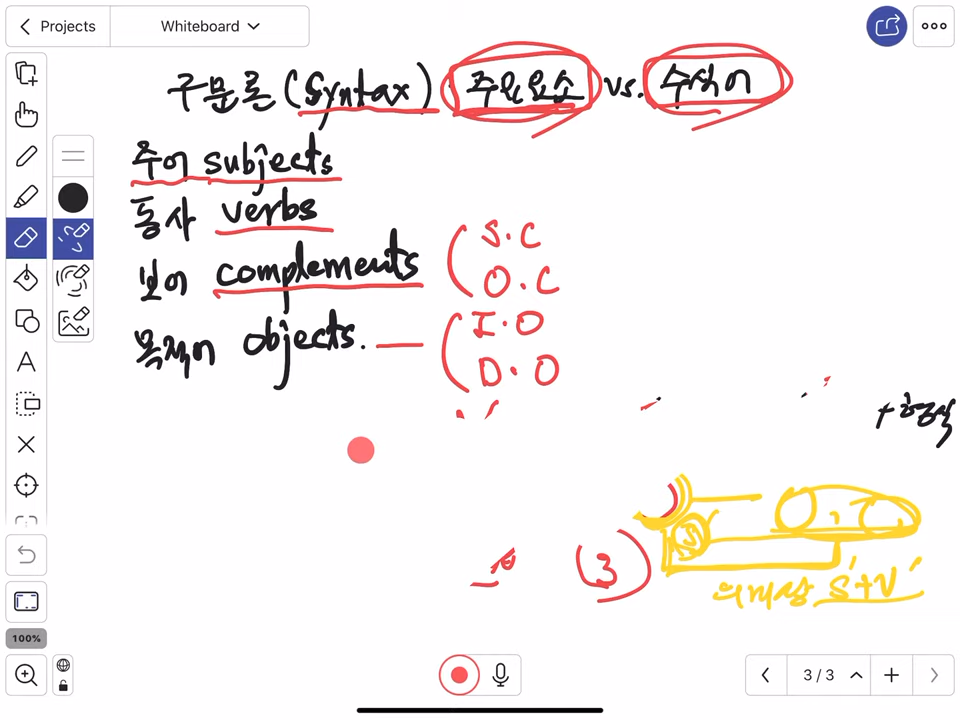 Projects
Whiteboard
구문론 (Syntax) 주요요소 vs. 수식어
주어 subjects
동사 verbs
보어 complements
S.C
O.C
목적어 objects.
I.O
D.O
(3)
의미상 S'+V'
100%
3 / 3